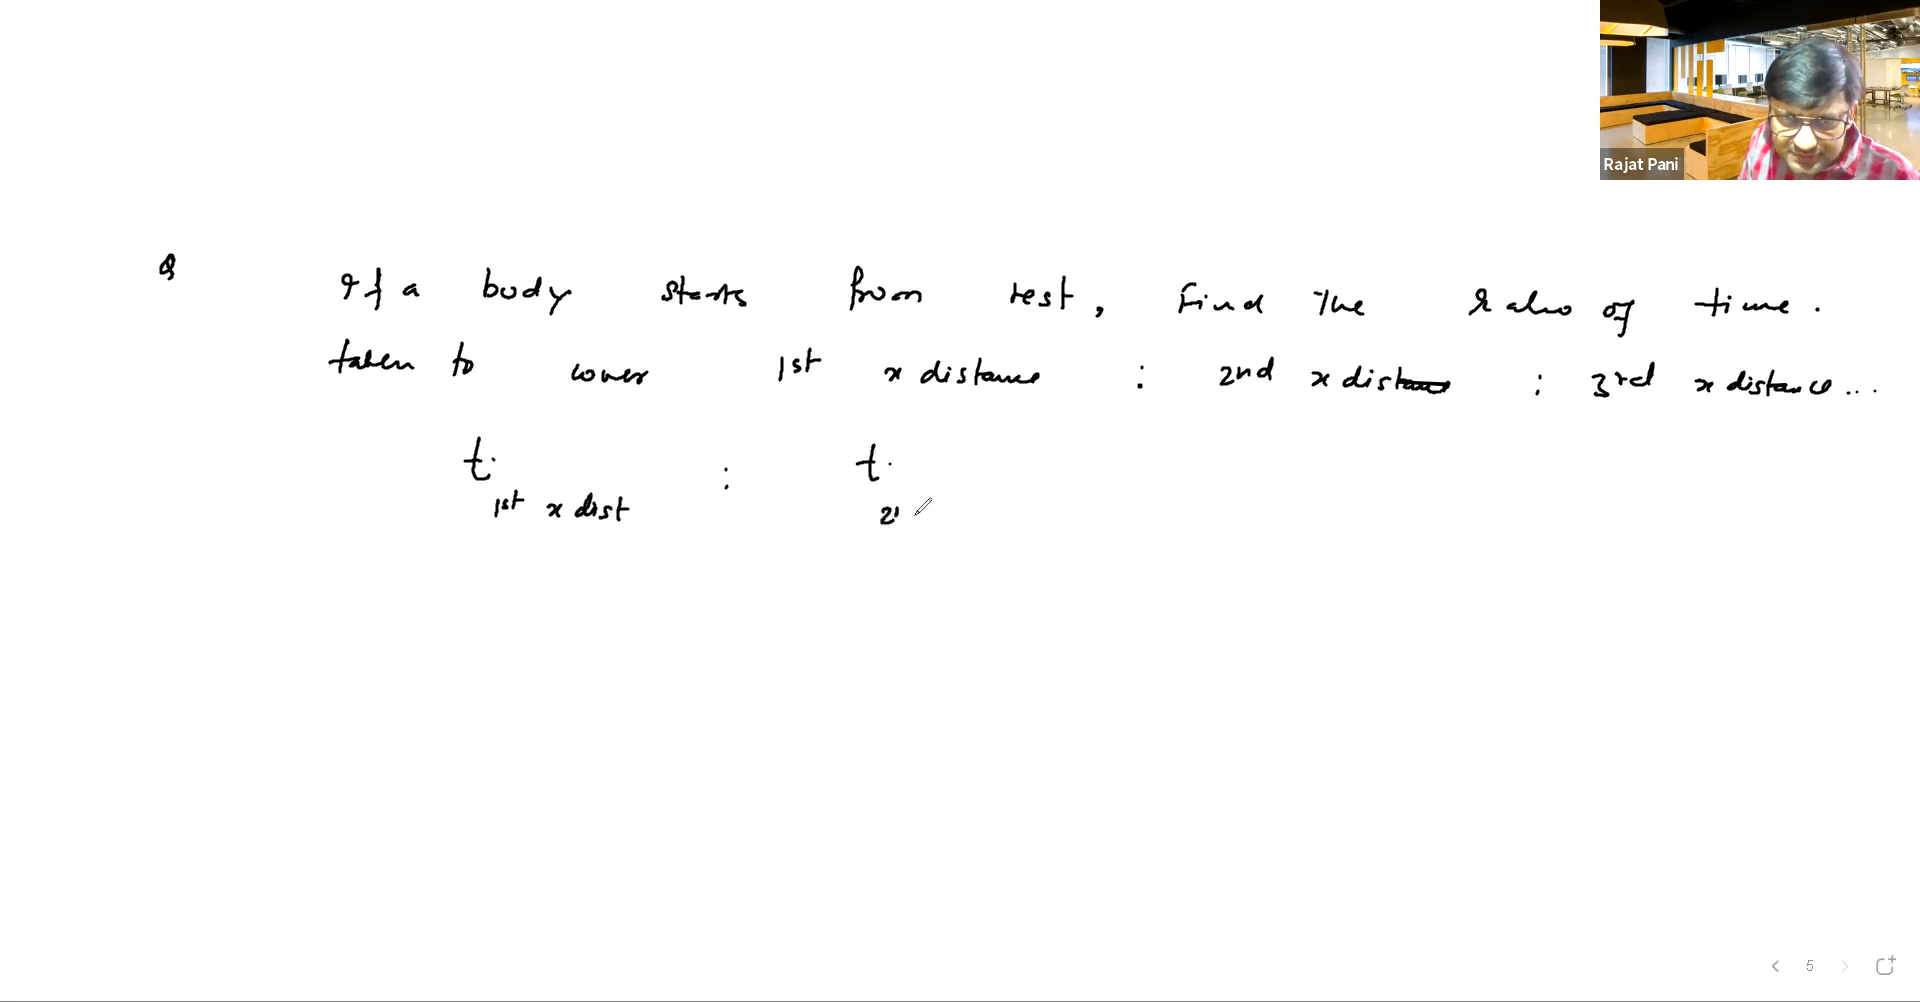 Rajat Pani
Q If a body starts from rest, Find the Ratio of time.
taken to cover 1st x distance : 2nd x distance : 3rd x distance...
t 1st x dist : t 2
5